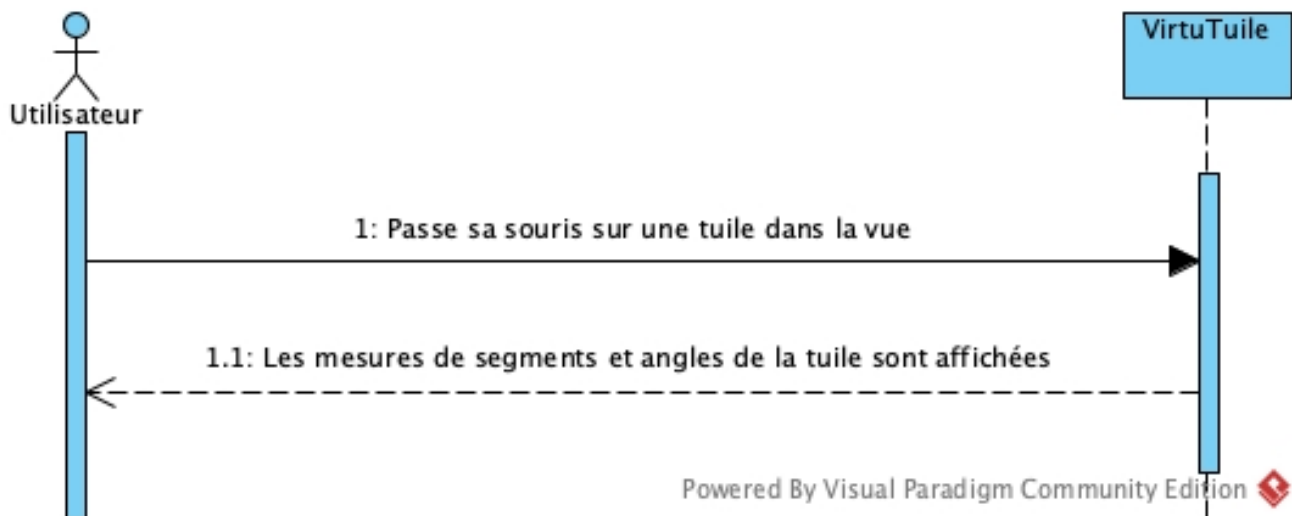 VirtuTuile
Utilisateur
1: Passe sa souris sur une tuile dans la vue
1.1: Les mesures de segments et angles de la tuile sont affichées
Powered By Visual Paradigm Community Edition